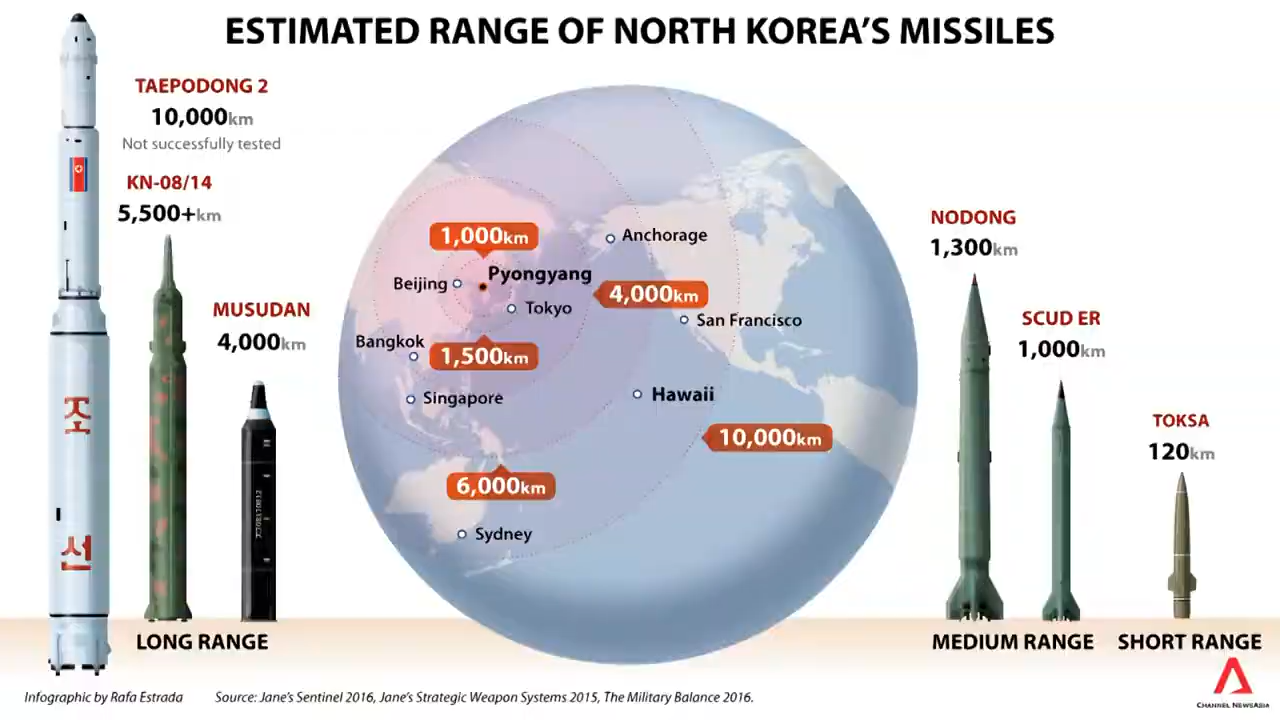 ESTIMATED RANGE OF NORTH KOREA'S MISSILES
TAEPODONG 2
10,000km
Not successfully tested
KN-08/14
5,500+km
MUSUDAN
4,000km
조
선
LONG RANGE
1,000km
Pyongyang
Beijing
Tokyo
Bangkok
1,500km
Singapore
Anchorage
4,000km
San Francisco
Hawaii
10,000km
6,000km
Sydney
NODONG
1,300km
SCUD ER
1,000km
TOKSA
120km
MEDIUM RANGE
SHORT RANGE
Infographic by Rafa Estrada
Source: Jane's Sentinel 2016, Jane's Strategic Weapon Systems 2015, The Military Balance 2016.
CHANNEL NEWSASIA